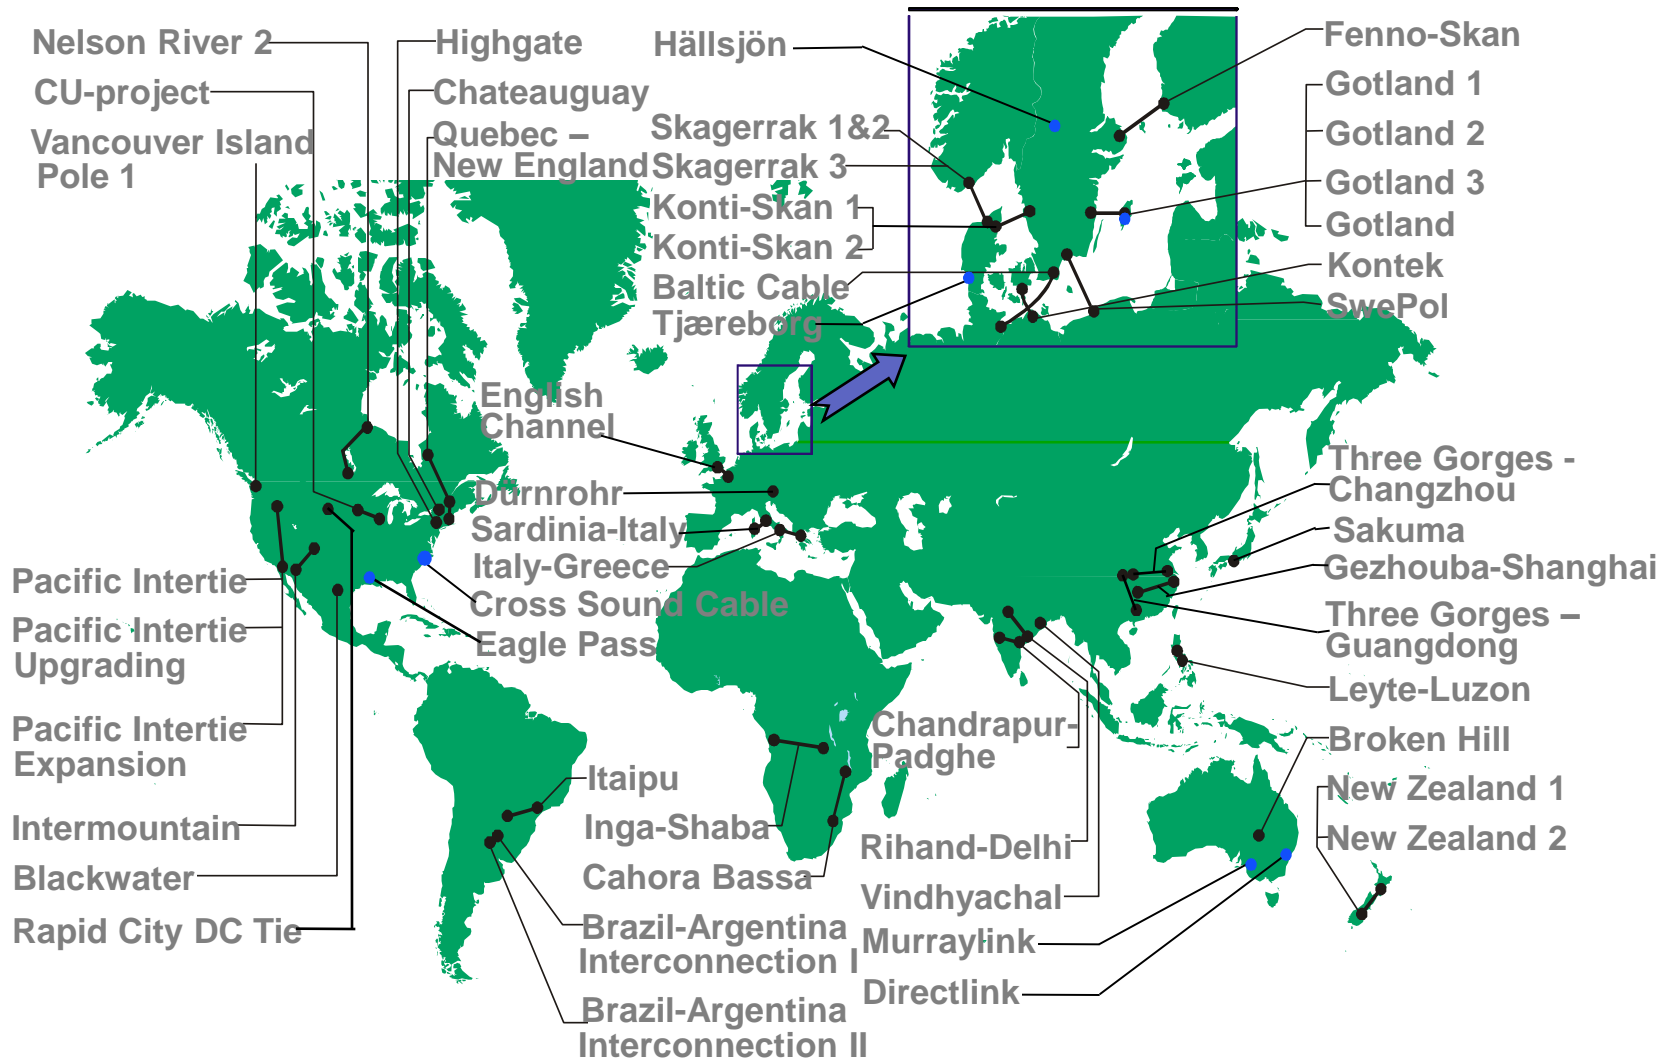 Nelson River 2
CU-project
Vancouver Island
Pole 1
Highgate
Chateauguay
Quebec –
New England
Hällsjön
Skagerrak 1&2
Skagerrak 3
Konti-Skan 1
Konti-Skan 2
Baltic Cable
Tjæreborg
Fenno-Skan
Gotland 1
Gotland 2
Gotland 3
Gotland
Kontek
SwePol
English
Channel
Dürnrohr
Sardinia-Italy
Italy-Greece
Cross Sound Cable
Eagle Pass
Pacific Intertie
Pacific Intertie
Upgrading
Pacific Intertie
Expansion
Intermountain
Blackwater
Rapid City DC Tie
Itaipu
Inga-Shaba
Cahora Bassa
Brazil-Argentina
Interconnection I
Brazil-Argentina
Interconnection II
Chandrapur-
Padghe
Rihand-Delhi
Vindhyachal
Murraylink
Directlink
Three Gorges -
Changzhou
Sakuma
Gezhouba-Shanghai
Three Gorges –
Guangdong
Leyte-Luzon
Broken Hill
New Zealand 1
New Zealand 2